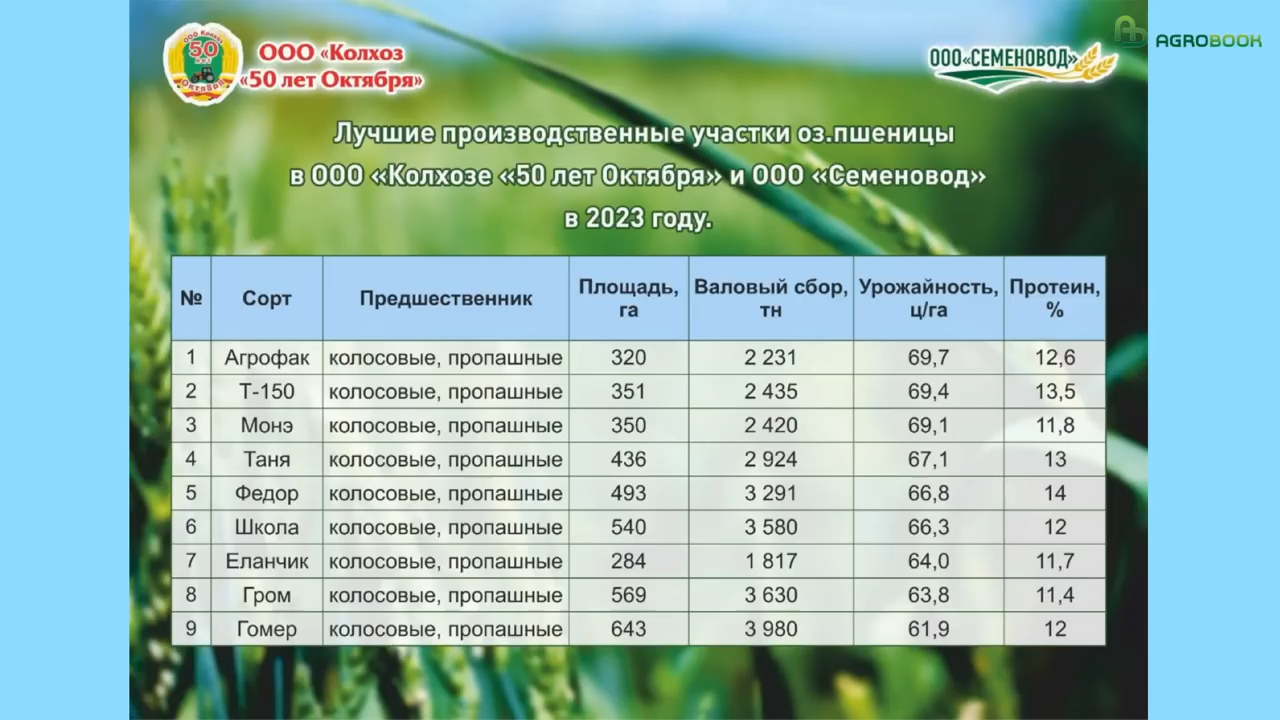 ООО Колхоз
50
лет
Октября
ООО «Колхоз
«50 лет Октября»
ООО«СЕМЕНОВОД»
AGROBOOK
Лучшие производственные участки оз.пшеницы
в ООО «Колхозе «50 лет Октября» и ООО «Семеновод»
в 2023 году.
№ Сорт Предшественник Площадь, га Валовый сбор, тн Урожайность, ц/га Протеин, %
1 Агрофак колосовые, пропашные 320 2 231 69,7 12,6
2 Т-150 колосовые, пропашные 351 2 435 69,4 13,5
3 Монэ колосовые, пропашные 350 2 420 69,1 11,8
4 Таня колосовые, пропашные 436 2 924 67,1 13
5 Федор колосовые, пропашные 493 3 291 66,8 14
6 Школа колосовые, пропашные 540 3 580 66,3 12
7 Еланчик колосовые, пропашные 284 1 817 64,0 11,7
8 Гром колосовые, пропашные 569 3 630 63,8 11,4
9 Гомер колосовые, пропашные 643 3 980 61,9 12